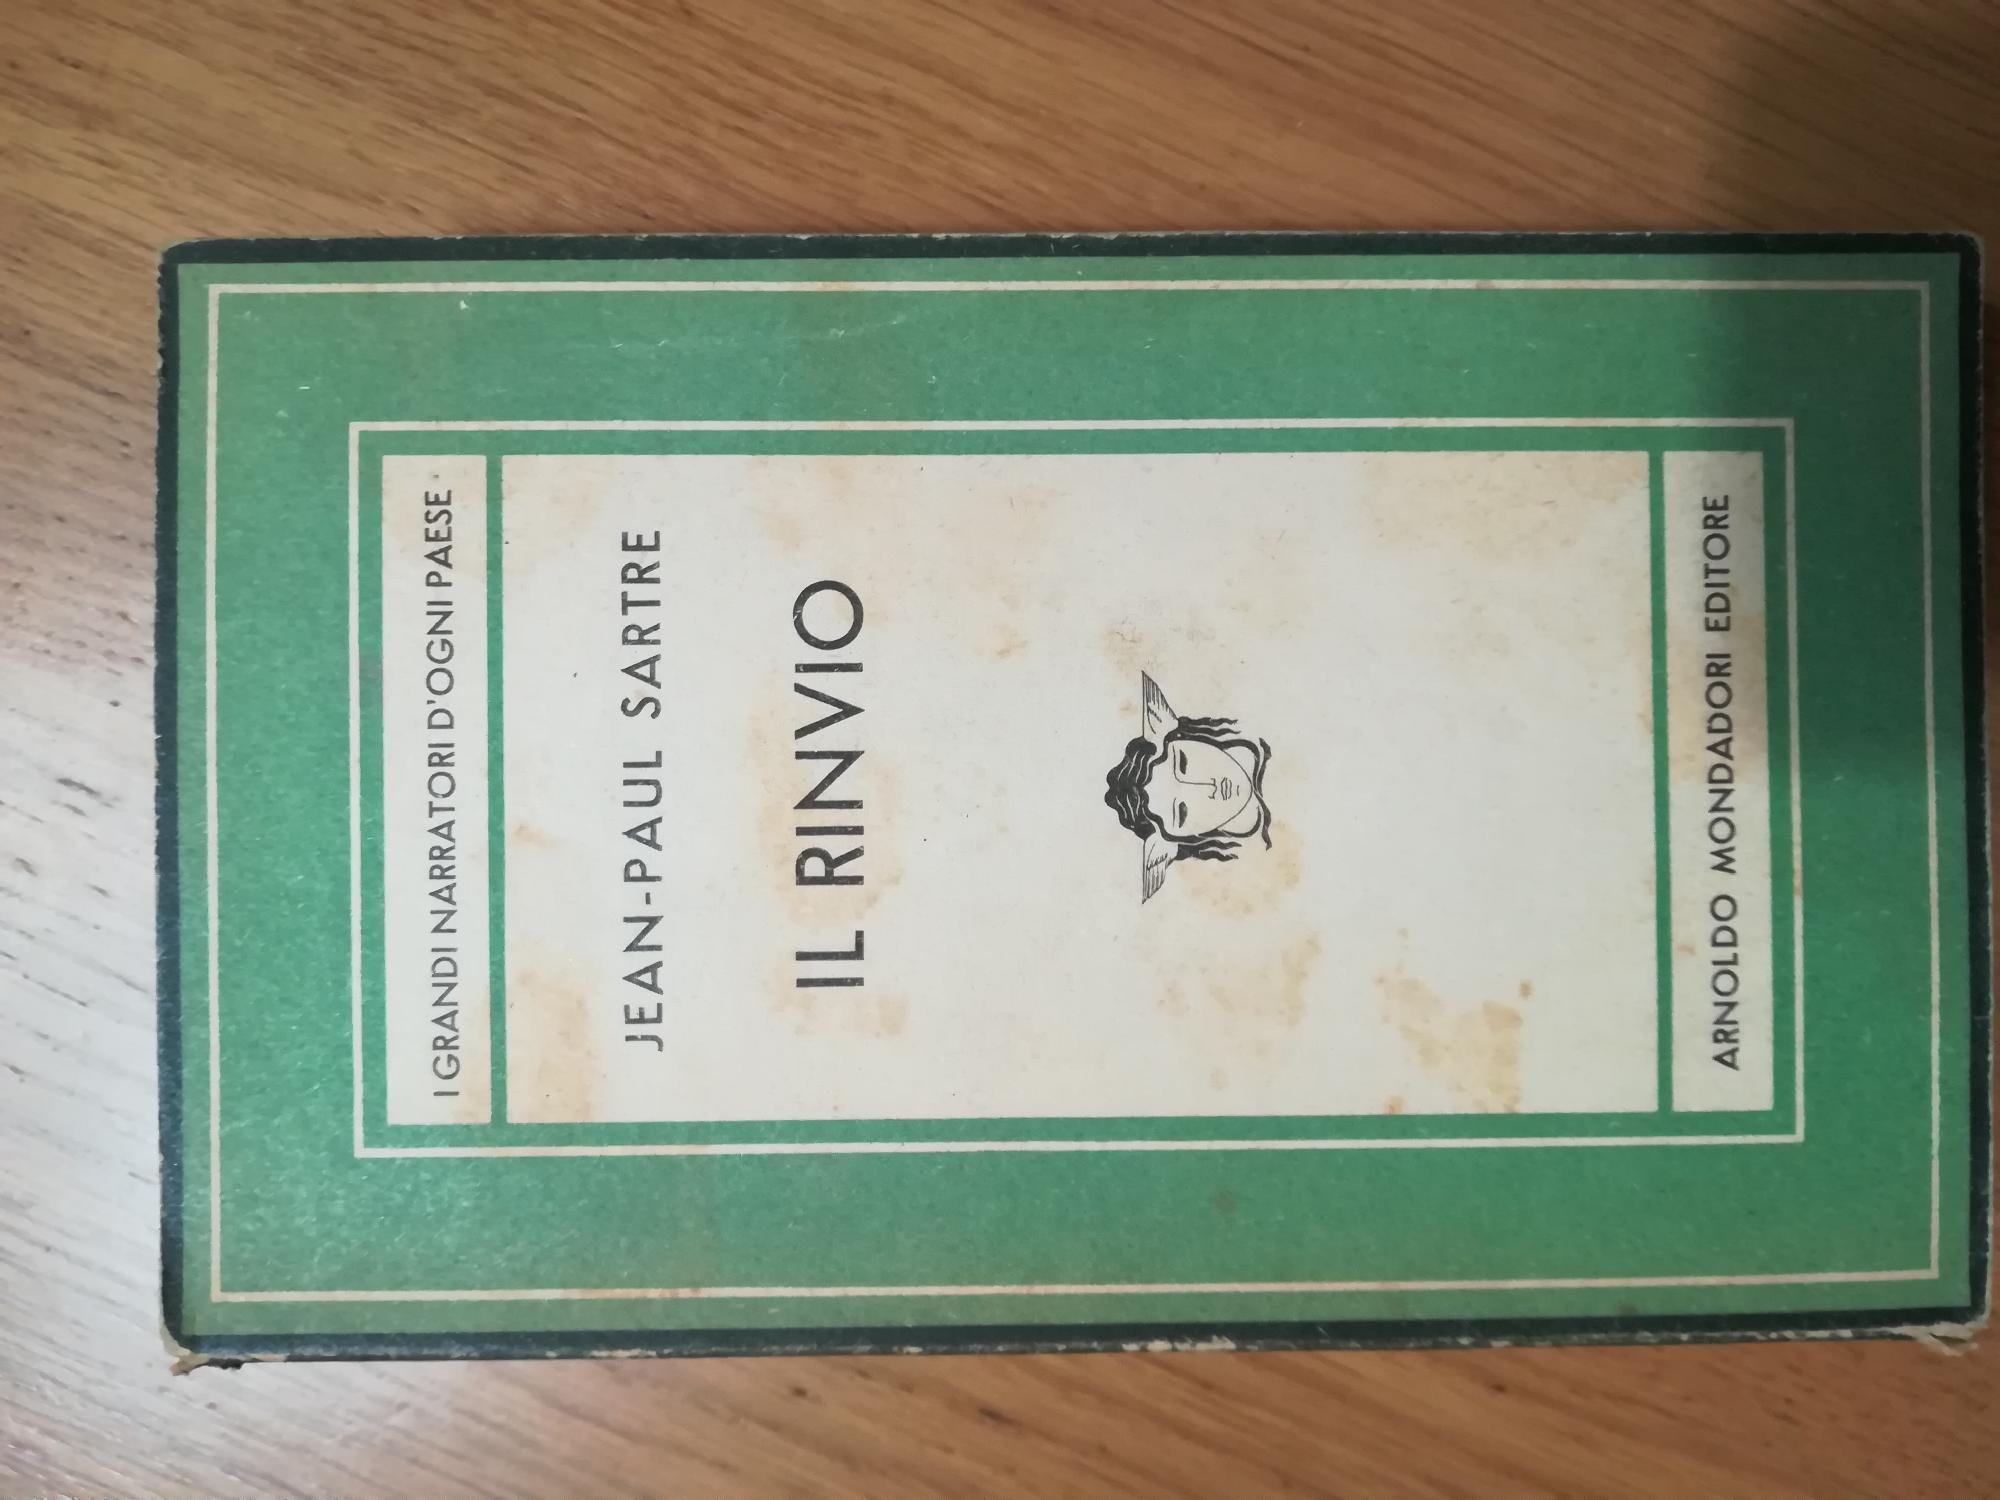 I GRANDI NARRATORI D'OGNI PAESE
JEAN-PAUL SARTRE
IL RINVIO
ARNOLDO MONDADORI EDITORE